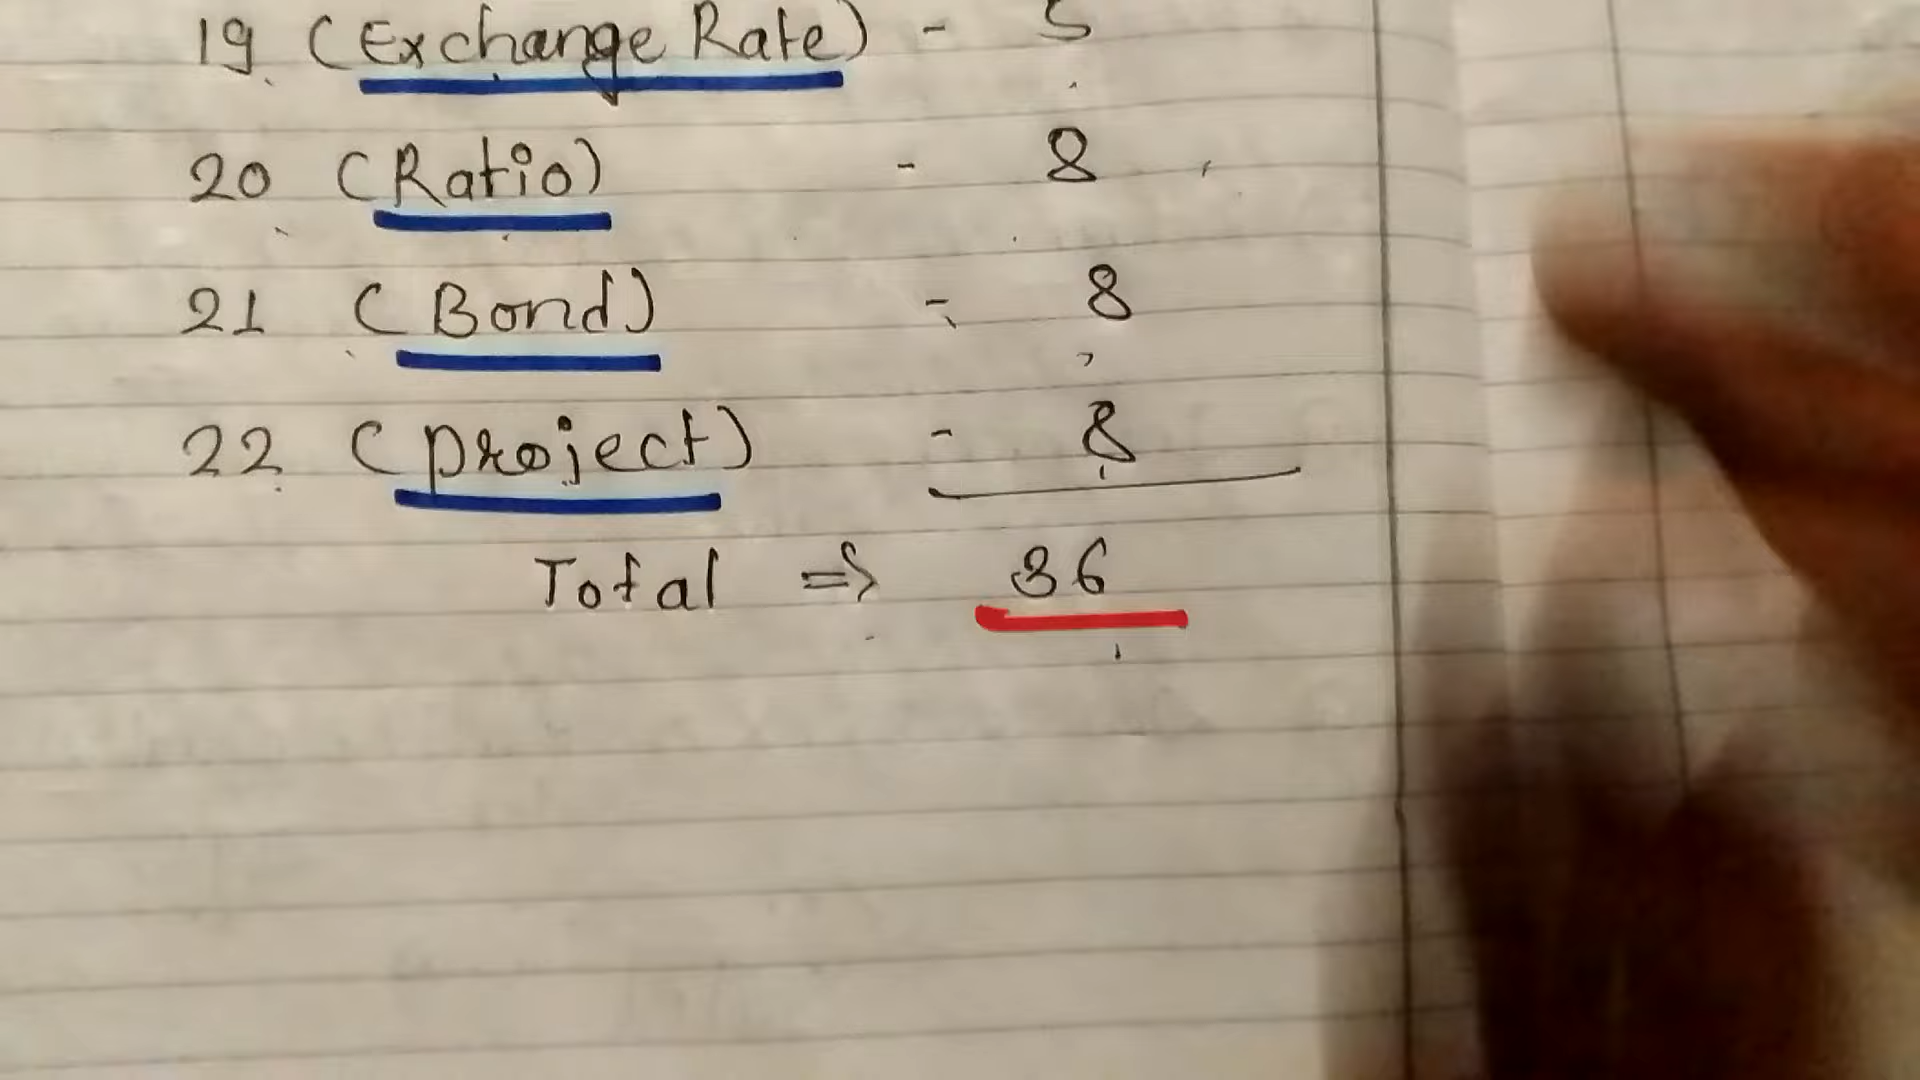 19 (Exchange Rate) - 5
20 (Ratio) - 8
21 (Bond) - 8
22 (project) - 8
Total => 36